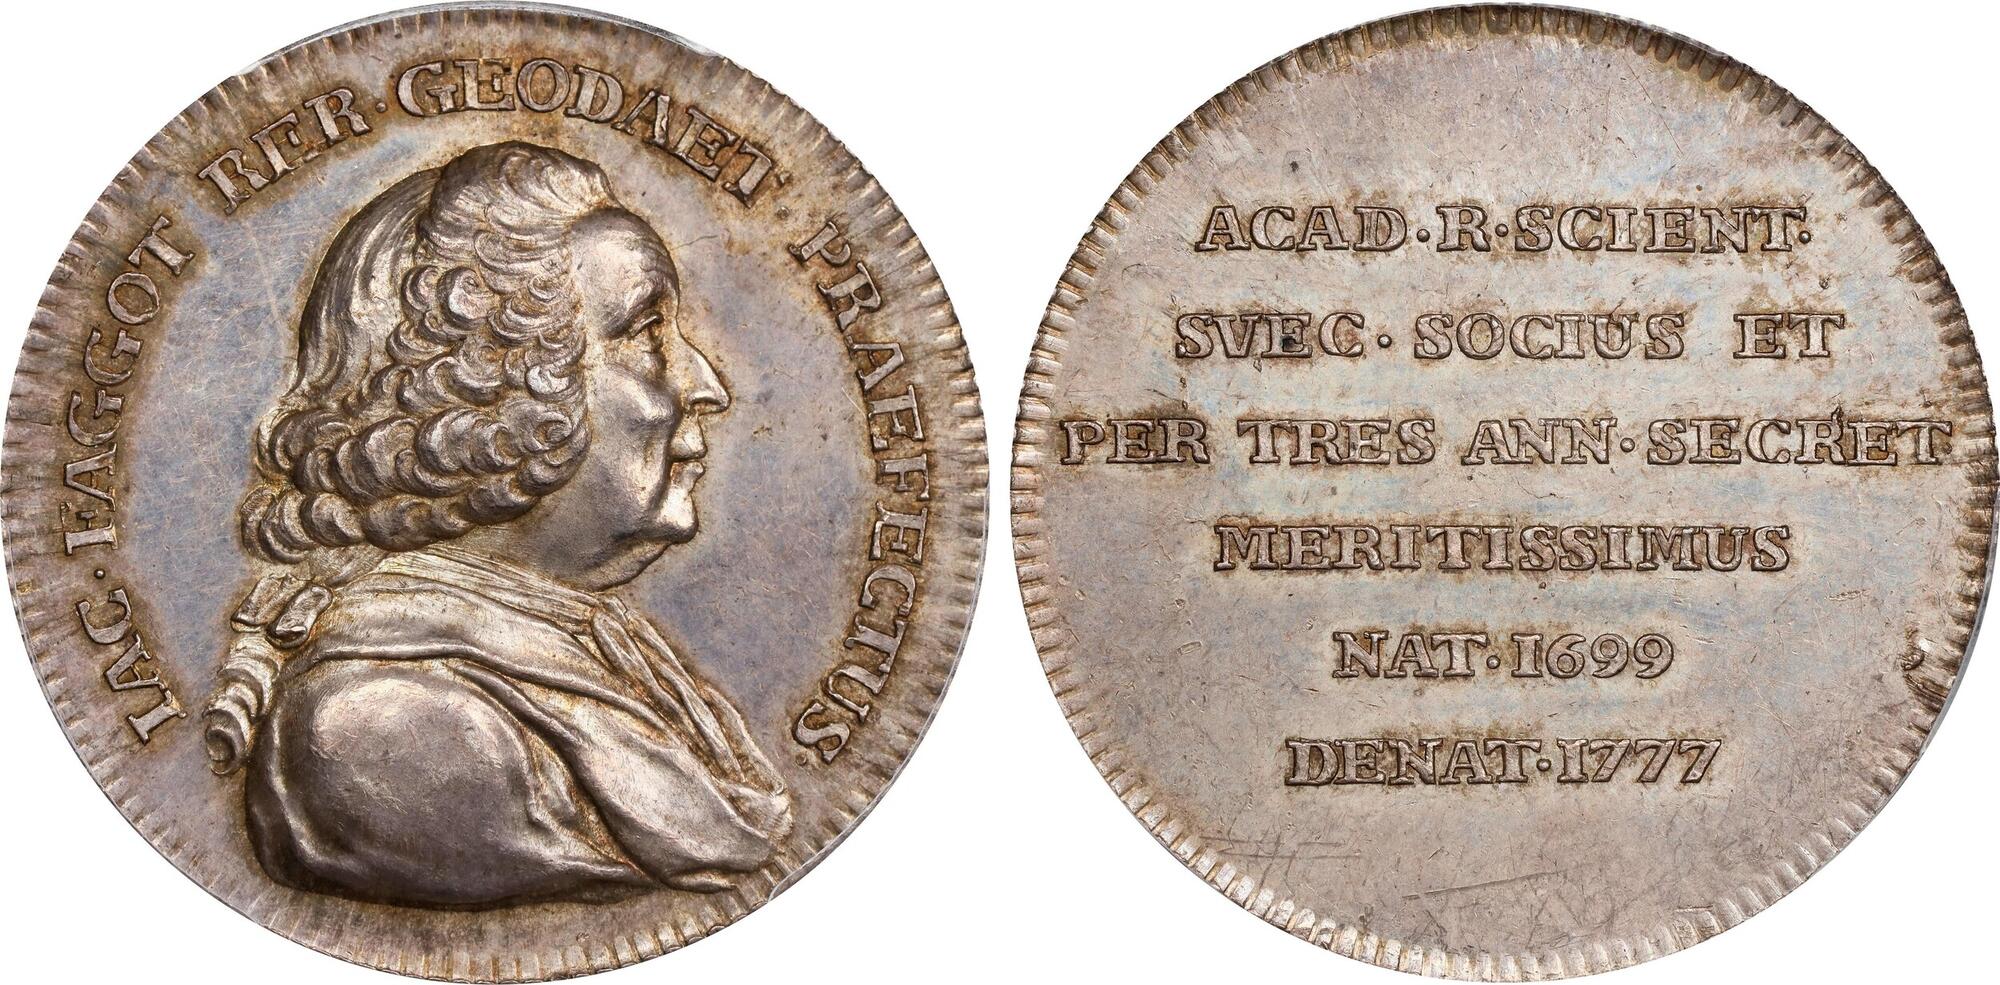 IAC · FAGGOT RER · GEODAET · PRAEFECTUS ·
ACAD · R · SCIENT ·
SVEC · SOCIUS ET
PER TRES ANN · SECRET ·
MERITISSIMUS
NAT · 1699
DENAT · 1777